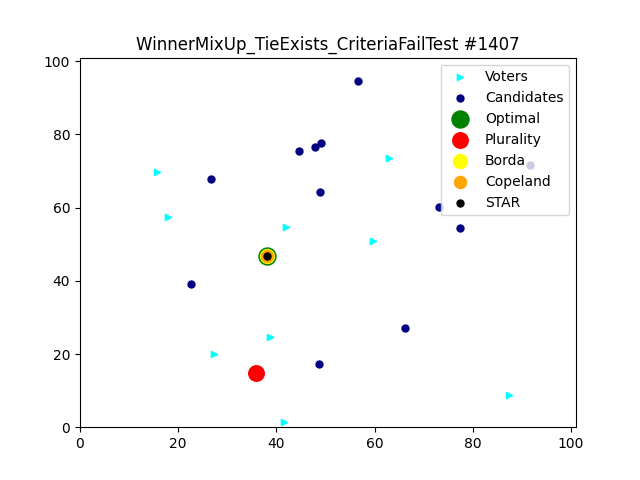 WinnerMixUp_TieExists_CriteriaFailTest #1407
100
80
60
40
20
0
0 20 40 60 80 100
Voters
Candidates
Optimal
Plurality
Borda
Copeland
STAR